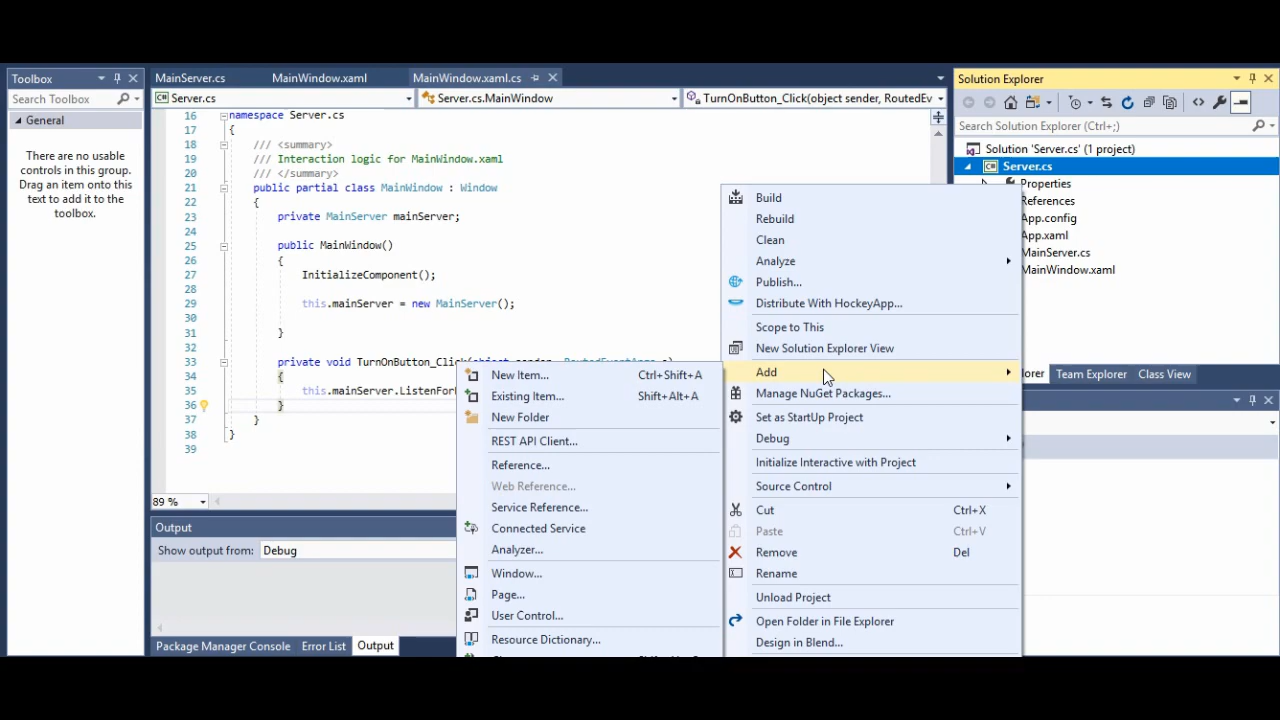 Toolbox
Search Toolbox
General
There are no usable
controls in this group.
Drag an item onto this
text to add it to the
toolbox.
MainServer.cs
MainWindow.xaml
MainWindow.xaml.cs
Server.cs
Server.cs.MainWindow
TurnOnButton_Click(object sender, RoutedEv
16 namespace Server.cs
17 {
18 /// <summary>
19 /// Interaction logic for MainWindow.xaml
20 /// </summary>
21 public partial class MainWindow : Window
22 {
23 private MainServer mainServer;
24
25 public MainWindow()
26 {
27 InitializeComponent();
28
29 this.mainServer = new MainServer();
30
31 }
32
33 private void TurnOnButton_Click(object sender, RoutedEventArgs e)
34 {
35 this.mainServer.ListenFor
36 }
37 }
38 }
39
89 %
Output
Show output from: Debug
Package Manager Console
Error List
Output
New Item... Ctrl+Shift+A
Existing Item... Shift+Alt+A
New Folder
REST API Client...
Reference...
Web Reference...
Service Reference...
Connected Service
Analyzer...
Window...
Page...
User Control...
Resource Dictionary...
Build
Rebuild
Clean
Analyze
Publish...
Distribute With HockeyApp...
Scope to This
New Solution Explorer View
Add
Manage NuGet Packages...
Set as StartUp Project
Debug
Initialize Interactive with Project
Source Control
Cut Ctrl+X
Paste Ctrl+V
Remove Del
Rename
Unload Project
Open Folder in File Explorer
Design in Blend...
Solution Explorer
Search Solution Explorer (Ctrl+;)
Solution 'Server.cs' (1 project)
Server.cs
Properties
References
App.config
App.xaml
MainServer.cs
MainWindow.xaml
orer
Team Explorer
Class View